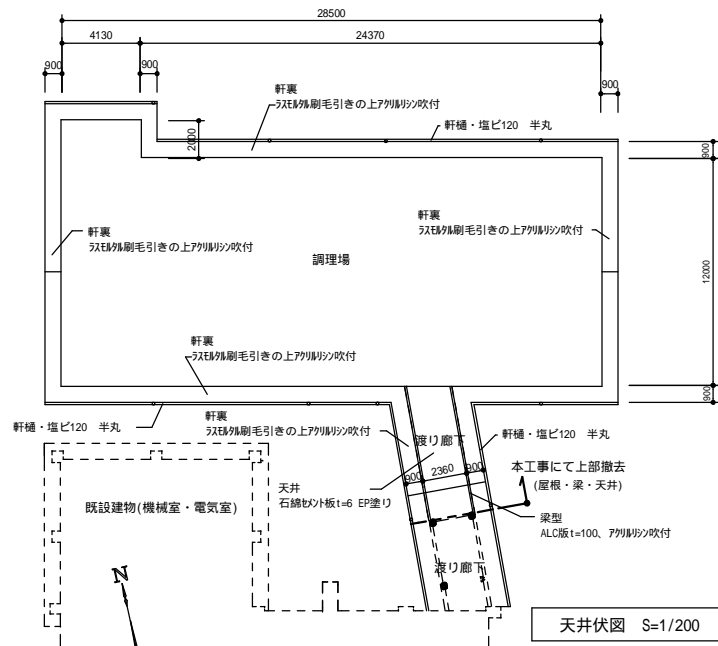 28500
4130
24370
900
900
900
軒裏
ラスモルタル刷毛引きの上アクリルリシン吹付
軒樋・塩ビ120 半丸
2000
900
軒裏
ラスモルタル刷毛引きの上アクリルリシン吹付
軒裏
ラスモルタル刷毛引きの上アクリルリシン吹付
調理場
12000
軒裏
ラスモルタル刷毛引きの上アクリルリシン吹付
900
軒樋・塩ビ120 半丸
軒裏
ラスモルタル刷毛引きの上アクリルリシン吹付
渡り廊下
軒樋・塩ビ120 半丸
900
2360
900
本工事にて上部撤去
(屋根・梁・天井)
天井
石綿セメント板t=6 EP塗り
既設建物(機械室・電気室)
梁型
ALC版t=100、アクリルリシン吹付
渡り廊下
N
天井伏図 S=1/200